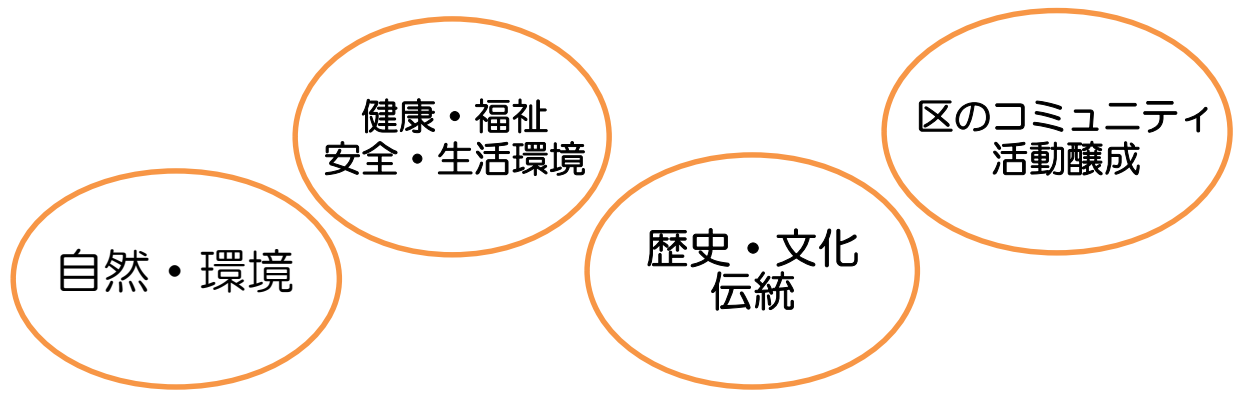 自然・環境
健康・福祉
安全・生活環境
歴史・文化
伝統
区のコミュニティ
活動醸成